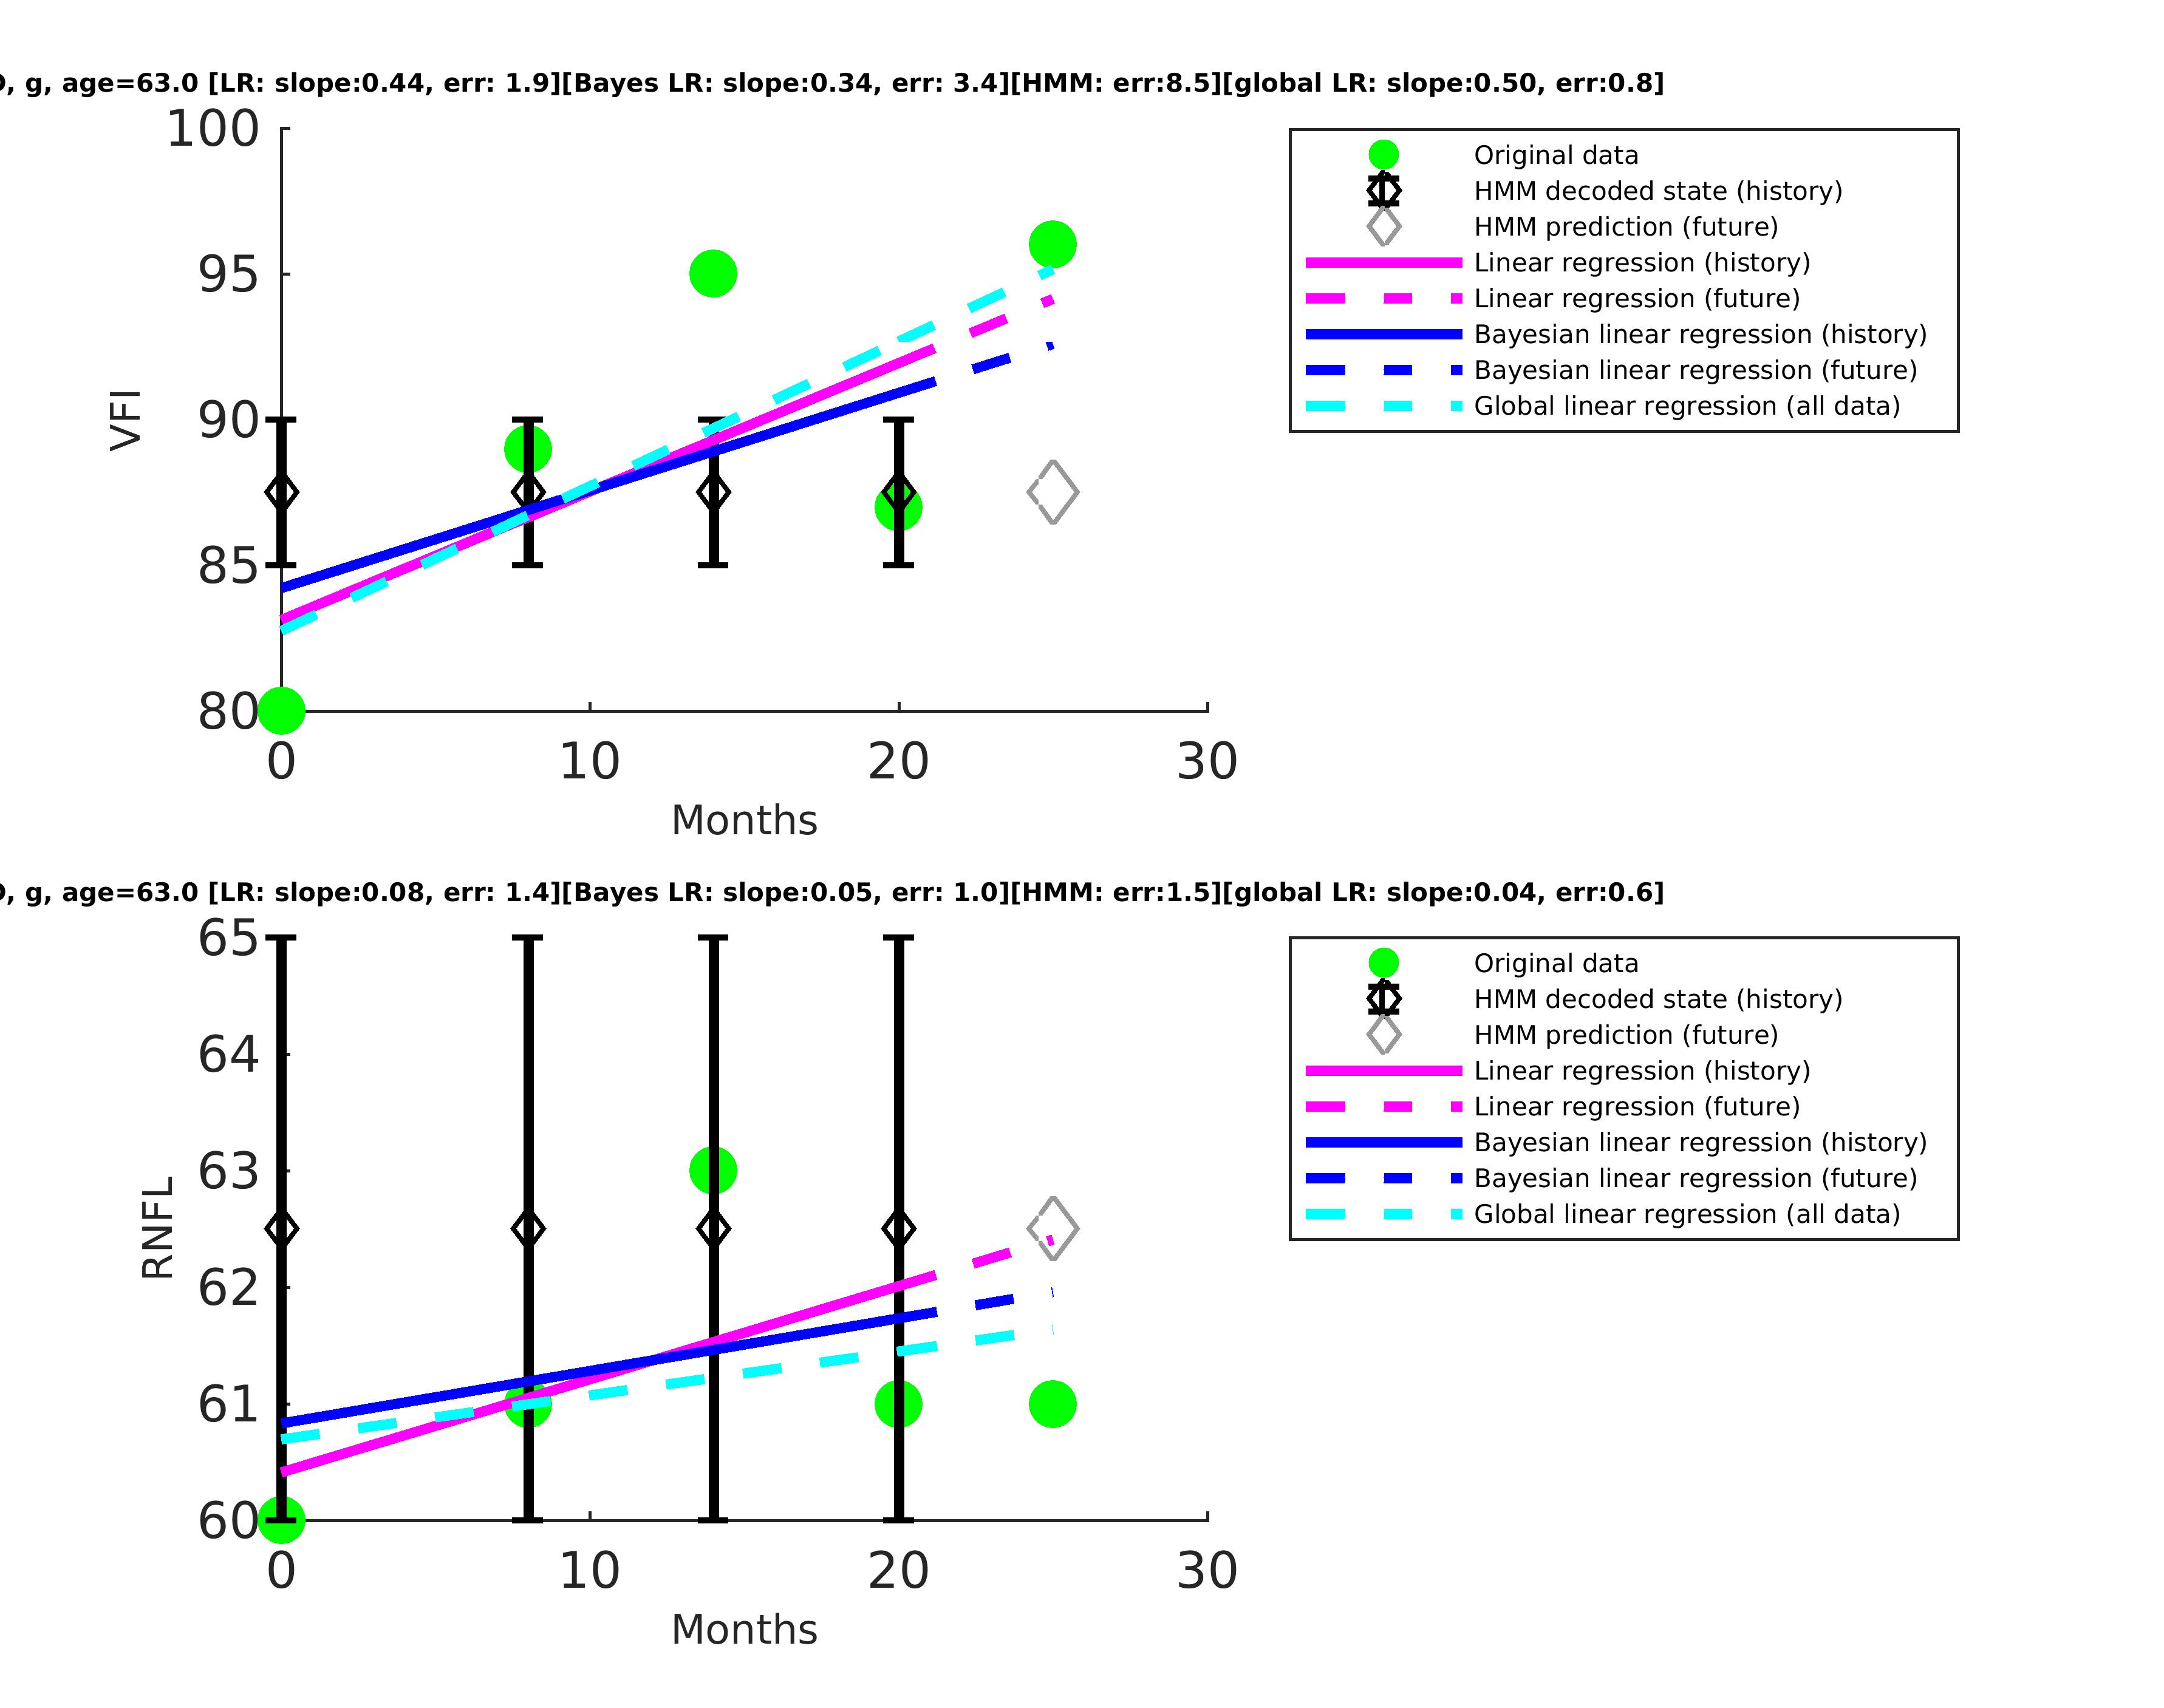 g, age=63.0 [LR: slope:0.44, err: 1.9][Bayes LR: slope:0.34, err: 3.4][HMM: err:8.5][global LR: slope:0.50, err:0.8]
100
95
90
85
80
VFI
0 10 20 30
Months
Original data
HMM decoded state (history)
HMM prediction (future)
Linear regression (history)
Linear regression (future)
Bayesian linear regression (history)
Bayesian linear regression (future)
Global linear regression (all data)
g, age=63.0 [LR: slope:0.08, err: 1.4][Bayes LR: slope:0.05, err: 1.0][HMM: err:1.5][global LR: slope:0.04, err:0.6]
65
64
63
62
61
60
RNFL
0 10 20 30
Months
Original data
HMM decoded state (history)
HMM prediction (future)
Linear regression (history)
Linear regression (future)
Bayesian linear regression (history)
Bayesian linear regression (future)
Global linear regression (all data)